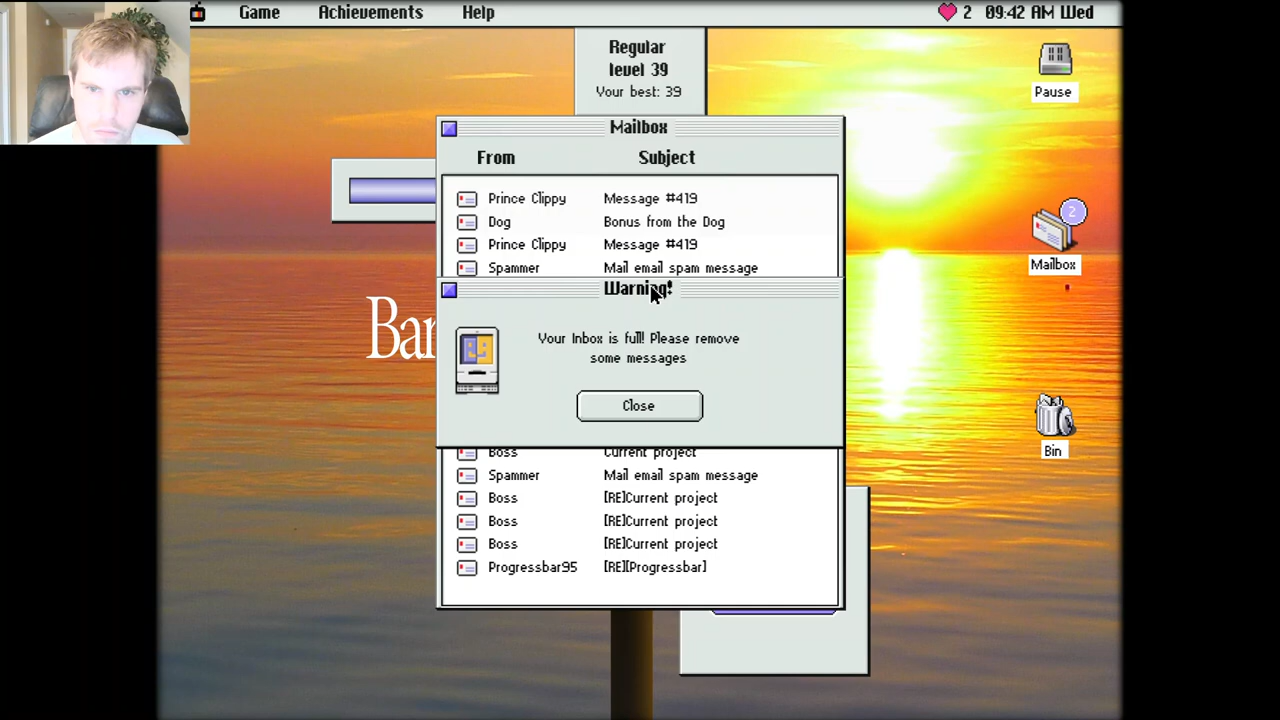 Game Achievements Help 2 09:42 AM Wed
Regular
level 39
Your best: 39
Pause
Mailbox
From Subject
Prince Clippy Message #419
Dog Bonus from the Dog
Prince Clippy Message #419
Spammer Mail email spam message
2
Mailbox
Warning!
Your Inbox is full! Please remove
some messages
Close
Bar
Bin
Boss Current project
Spammer Mail email spam message
Boss [RE]Current project
Boss [RE]Current project
Boss [RE]Current project
Progressbar95 [RE][Progressbar]